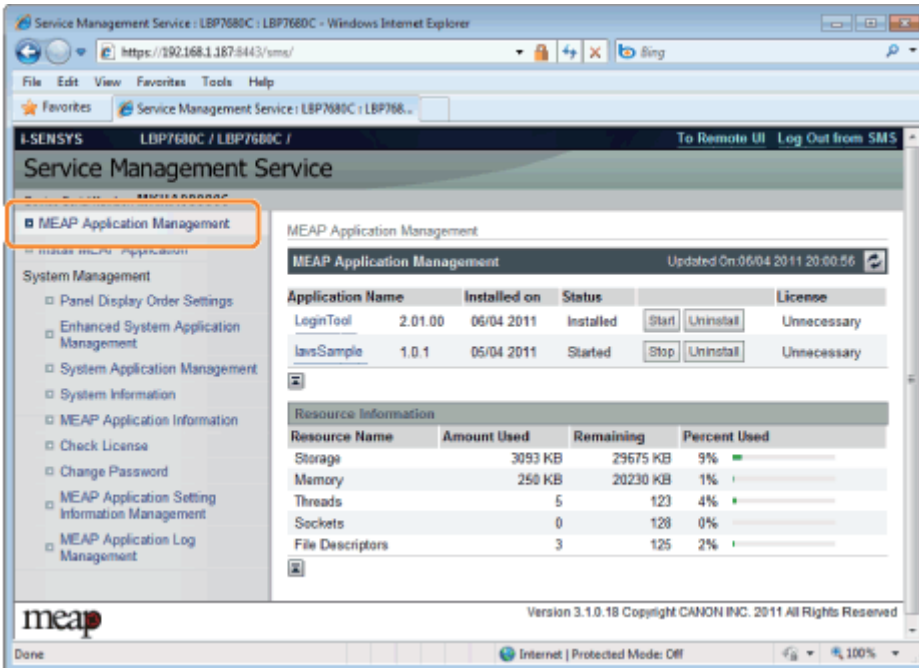 Service Management Service : LBP7680C : LBP7680C - Windows Internet Explorer
https://192.168.1.187:8443/sms/
Bing
File Edit View Favorites Tools Help
Favorites
Service Management Service : LBP7680C : LBP768...
i-SENSYS LBP7680C / LBP7680C /
To Remote UI Log Out from SMS
Service Management Service
MEAP Application Management
Install MEAP Application
System Management
Panel Display Order Settings
Enhanced System Application
Management
System Application Management
System Information
MEAP Application Information
Check License
Change Password
MEAP Application Setting
Information Management
MEAP Application Log
Management
MEAP Application Management
MEAP Application Management Updated On:06/04 2011 20:00:56
Application Name Installed on Status License
LoginTool 2.01.00 06/04 2011 Installed Start Uninstall Unnecessary
IavsSample 1.0.1 05/04 2011 Started Stop Uninstall Unnecessary
Resource Information
Resource Name Amount Used Remaining Percent Used
Storage 3093 KB 29675 KB 9%
Memory 250 KB 20230 KB 1%
Threads 5 123 4%
Sockets 0 128 0%
File Descriptors 3 125 2%
meap
Version 3.1.0.18 Copyright CANON INC. 2011 All Rights Reserved
Done
Internet | Protected Mode: Off
100%